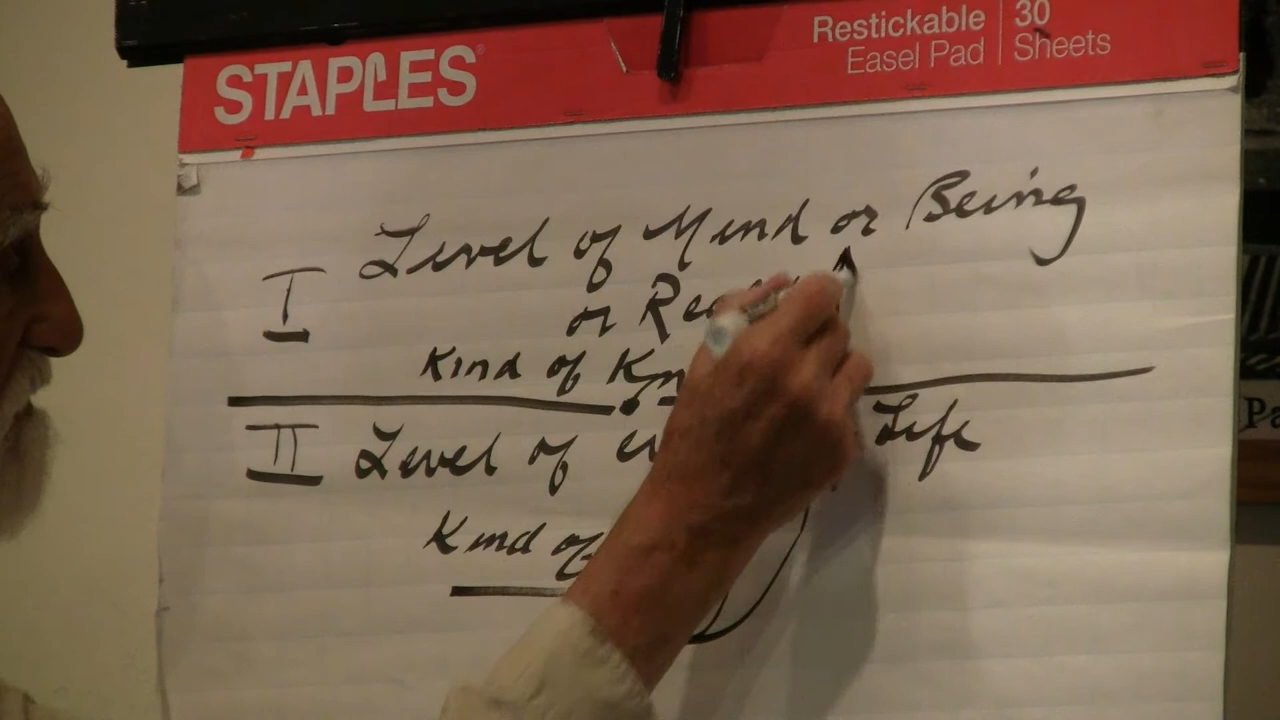 STAPLES®
Restickable 30
Easel Pad Sheets
Level of Mind or Being
I
or
Kind of
II Level of Life
Kind of